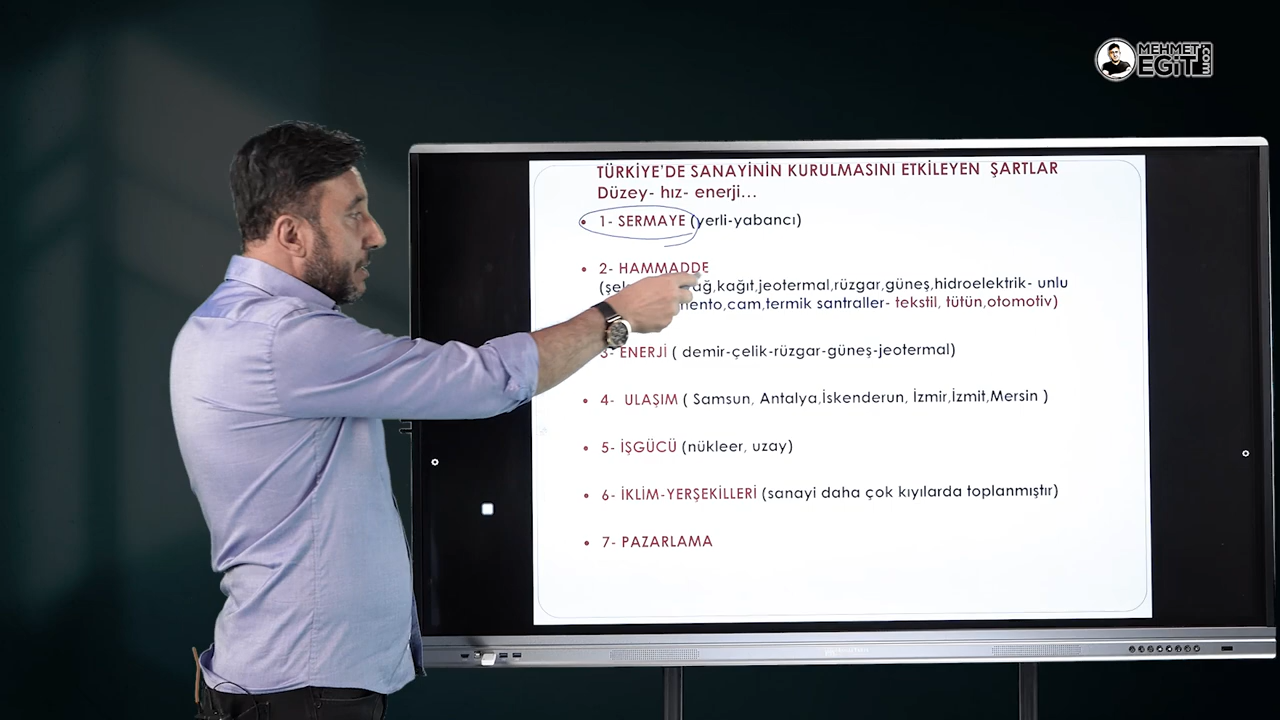 MEHMET
EGİT
.com
TÜRKİYE'DE SANAYİNİN KURULMASINI ETKİLEYEN ŞARTLAR
Düzey- hız- enerji...
• 1- SERMAYE (yerli-yabancı)
• 2- HAMMADDE
kağıt,jeotermal,rüzgar,güneş,hidroelektrik- unlu
cam,termik santraller- tekstil, tütün,otomotiv)
3- ENERJİ ( demir-çelik-rüzgar-güneş-jeotermal)
• 4- ULAŞIM ( Samsun, Antalya,İskenderun, İzmir,İzmit,Mersin )
• 5- İŞGÜCÜ (nükleer, uzay)
• 6- İKLİM-YERŞEKİLLERİ (sanayi daha çok kıyılarda toplanmıştır)
• 7- PAZARLAMA